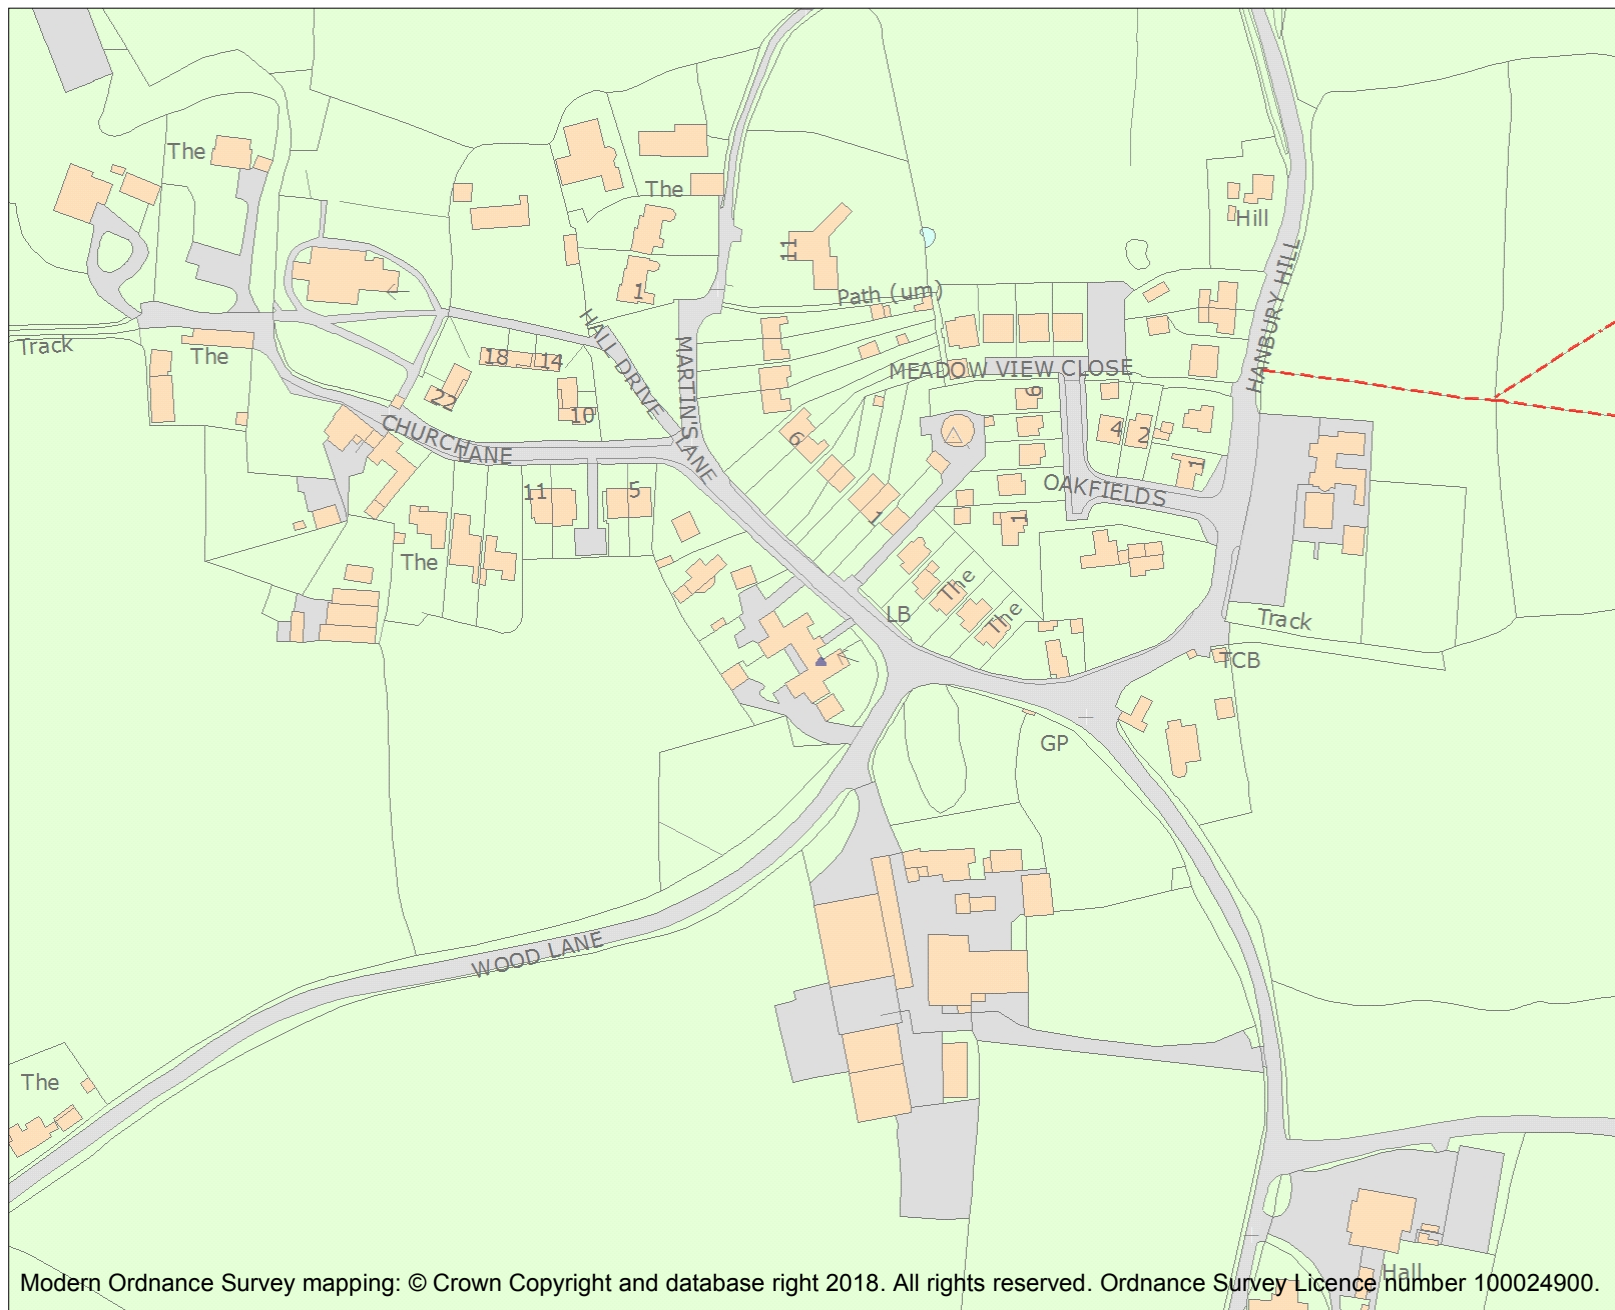 The
The
Hill
11
1
Path (um)
HANBURY HILL
HALL DRIVE
MARTIN'S LANE
Track
The
18
14
MEADOW VIEW CLOSE
22
10
9
4
2
6
CHURCH LANE
1
11
5
OAKFIELDS
1
1
The
The
The
LB
Track
TCB
GP
WOOD LANE
The
Hall
Modern Ordnance Survey mapping: © Crown Copyright and database right 2018. All rights reserved. Ordnance Survey Licence number 100024900.